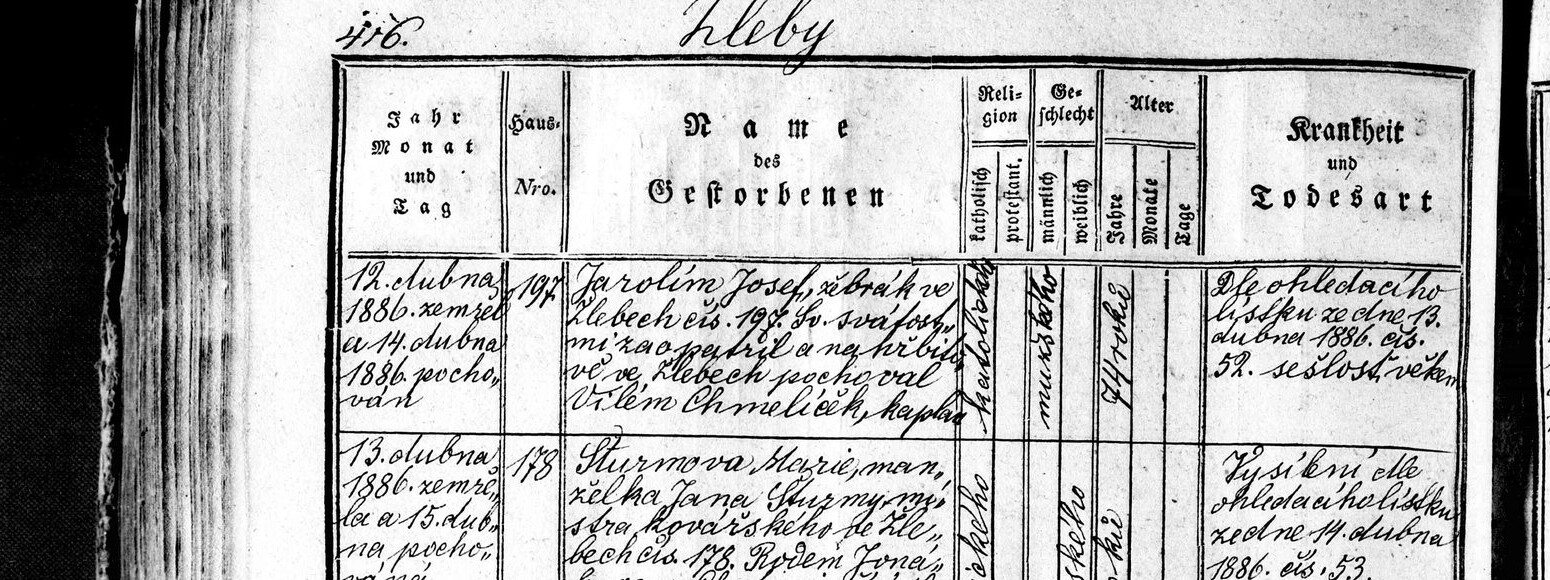 416.
Žleby
Jahr
Monat
und
Tag
Haus-
Nro.
Name
des
Gestorbenen
Reli-
gion
katholisch
protestant.
Ge-
schlecht
männlich
weiblich
Alter
Jahre
Monate
Tage
Krankheit
und
Todesart
12. dubna
1886. zemřel
a 14. dubna
1886. pocho„
ván
197
Jarolím Josef, žebrák ve
Žlebech čís. 197. Sv. svátost„
mi zaopatřil a na hřbito„
vě ve Žlebech pochoval
Vilém Chmelíček, kaplan
katolické
mužského
74 roků
Dle ohledacího
lístku ze dne 13.
dubna 1886. čís.
52. sešlost věkem
13. dubna
1886. zemře„
la a 15. dub„
na pocho„
vána
178
Šturmova Marie, man„
želka Jana Šturmy, mi„
stra kovářského ve Žle„
bech čís. 178. Rodem Joná„
Vysílení dle
ohledacího lístku
ze dne 14. dubna
1886. čís. 53.